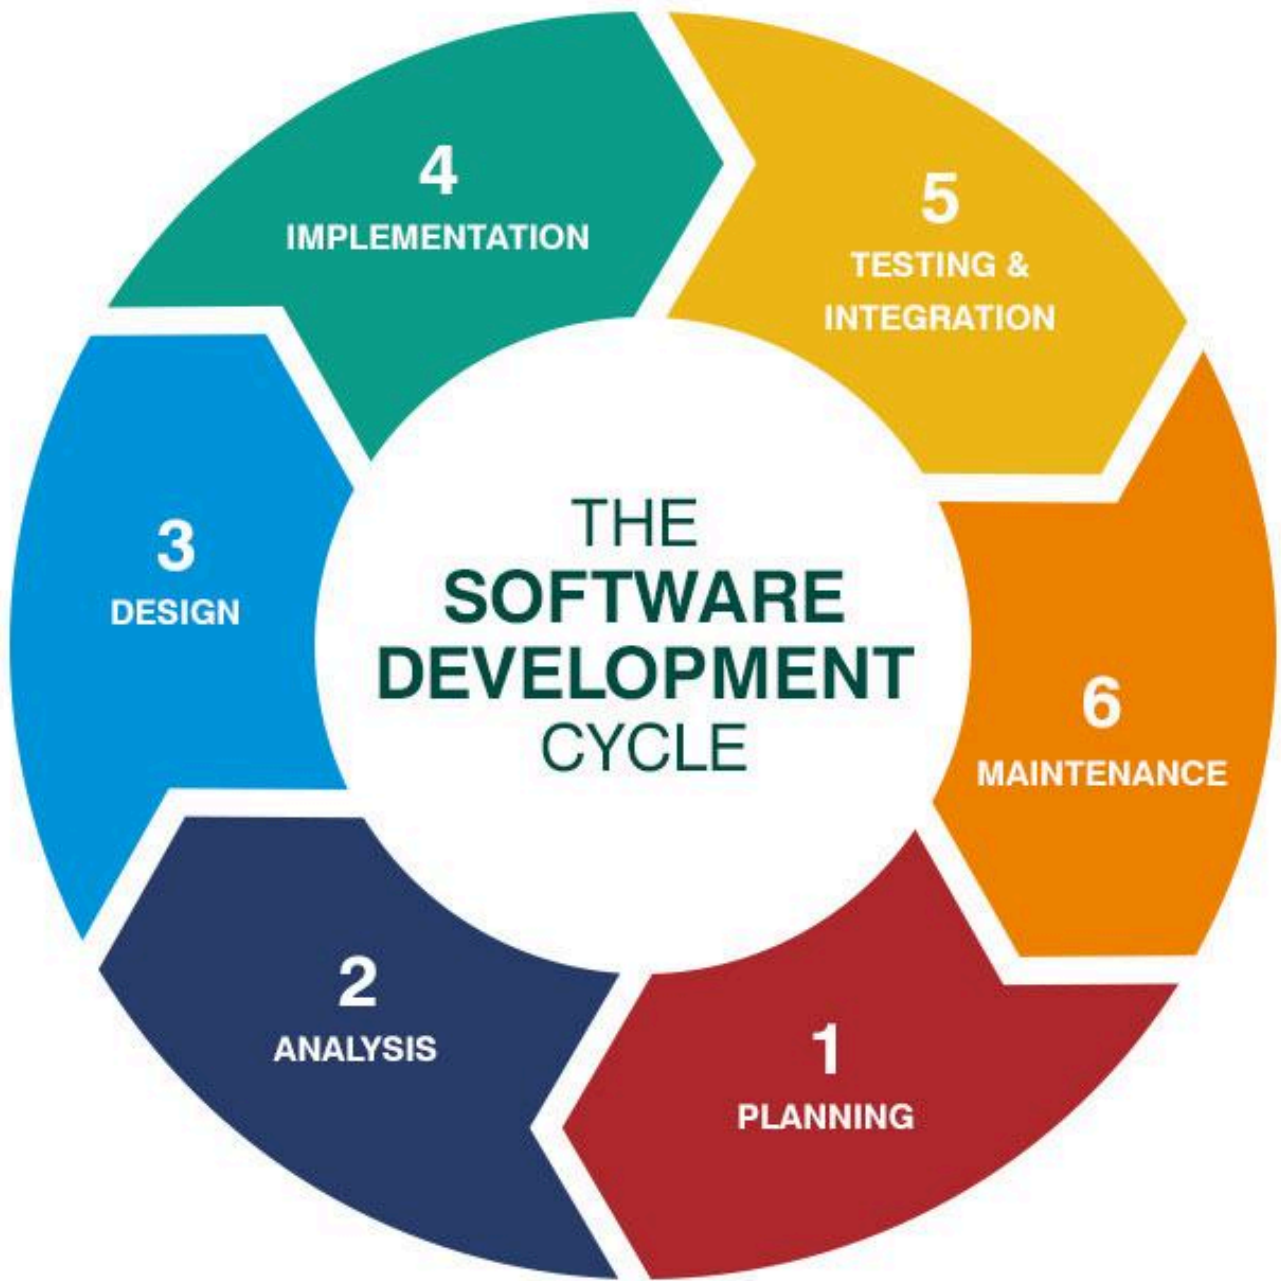 THE
SOFTWARE
DEVELOPMENT
CYCLE
1
PLANNING
2
ANALYSIS
3
DESIGN
4
IMPLEMENTATION
5
TESTING &
INTEGRATION
6
MAINTENANCE